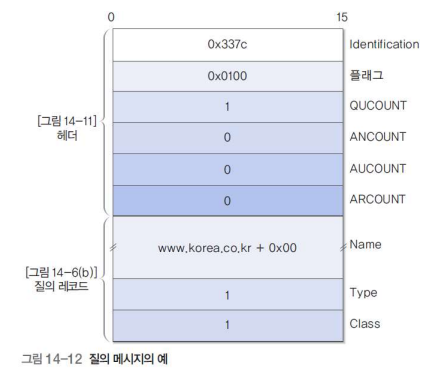 0 15
0x337c Identification
0x0100 플래그
1 QUCOUNT
[그림 14-11]
헤더
0 ANCOUNT
0 AUCOUNT
0 ARCOUNT
www.korea.co.kr + 0x00 Name
[그림 14-6(b)]
질의 레코드
1 Type
1 Class
그림 14-12 질의 메시지의 예